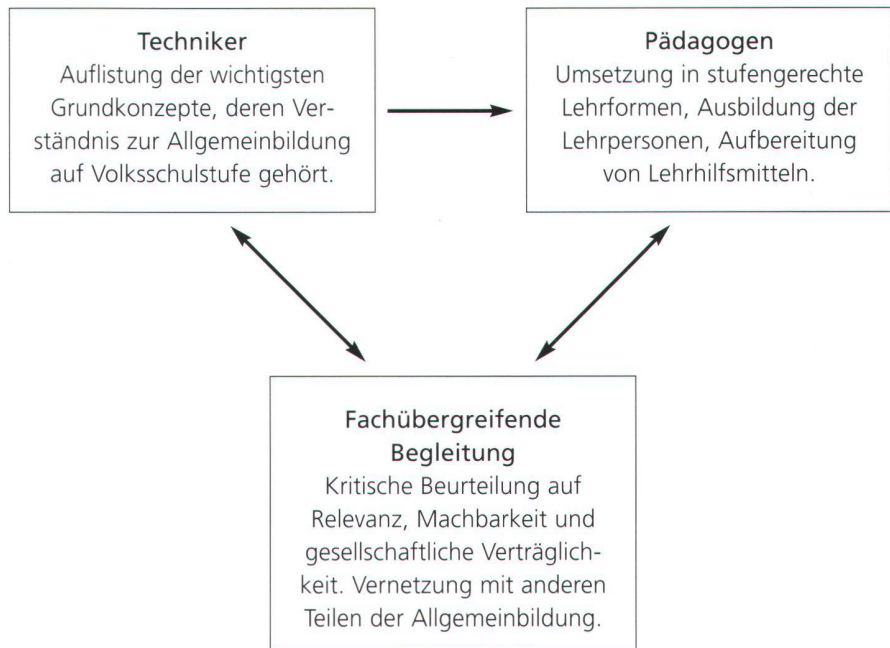 Techniker
Auflistung der wichtigsten
Grundkonzepte, deren Ver-
ständnis zur Allgemeinbildung
auf Volksschulstufe gehört.
Pädagogen
Umsetzung in stufengerechte
Lehrformen, Ausbildung der
Lehrpersonen, Aufbereitung
von Lehrhilfsmitteln.
Fachübergreifende
Begleitung
Kritische Beurteilung auf
Relevanz, Machbarkeit und
gesellschaftliche Verträglich-
keit. Vernetzung mit anderen
Teilen der Allgemeinbildung.